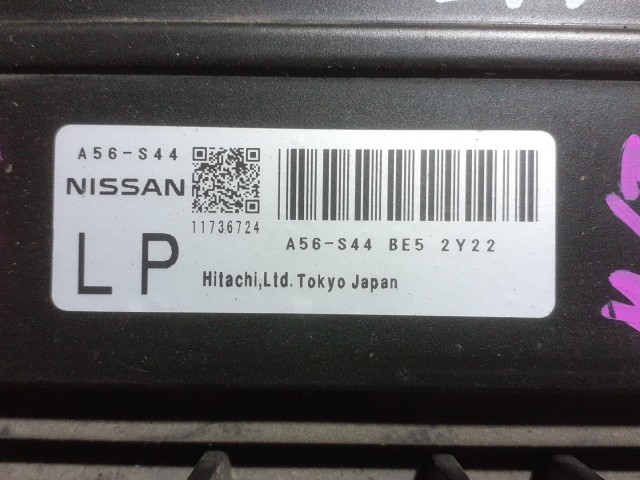 A56-S44
NISSAN
11736724
A56-S44 BE5 2Y22
LP
Hitachi,Ltd. Tokyo Japan